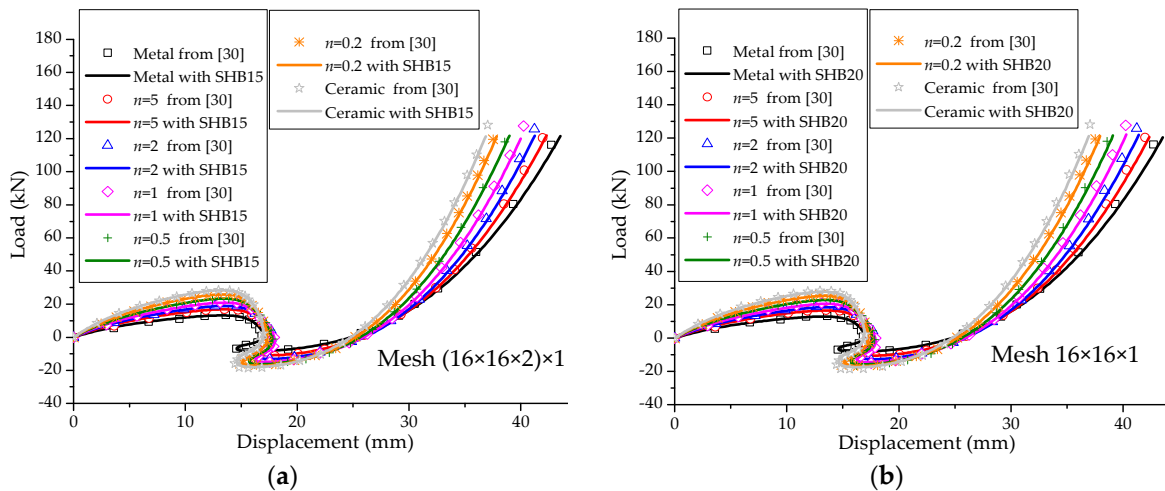 180
160
140
120
100
80
60
40
20
0
-20
-40
Load (kN)
Metal from [30]
Metal with SHB15
n=5 from [30]
n=5 with SHB15
n=2 from [30]
n=2 with SHB15
n=1 from [30]
n=1 with SHB15
n=0.5 from [30]
n=0.5 with SHB15
n=0.2 from [30]
n=0.2 with SHB15
Ceramic from [30]
Ceramic with SHB15
Mesh (16×16×2)×1
0 10 20 30 40
Displacement (mm)
(a)
180
160
140
120
100
80
60
40
20
0
-20
-40
Load (kN)
Metal from [30]
Metal with SHB20
n=5 from [30]
n=5 with SHB20
n=2 from [30]
n=2 with SHB20
n=1 from [30]
n=1 with SHB20
n=0.5 from [30]
n=0.5 with SHB20
n=0.2 from [30]
n=0.2 with SHB20
Ceramic from [30]
Ceramic with SHB20
Mesh 16×16×1
0 10 20 30 40
Displacement (mm)
(b)